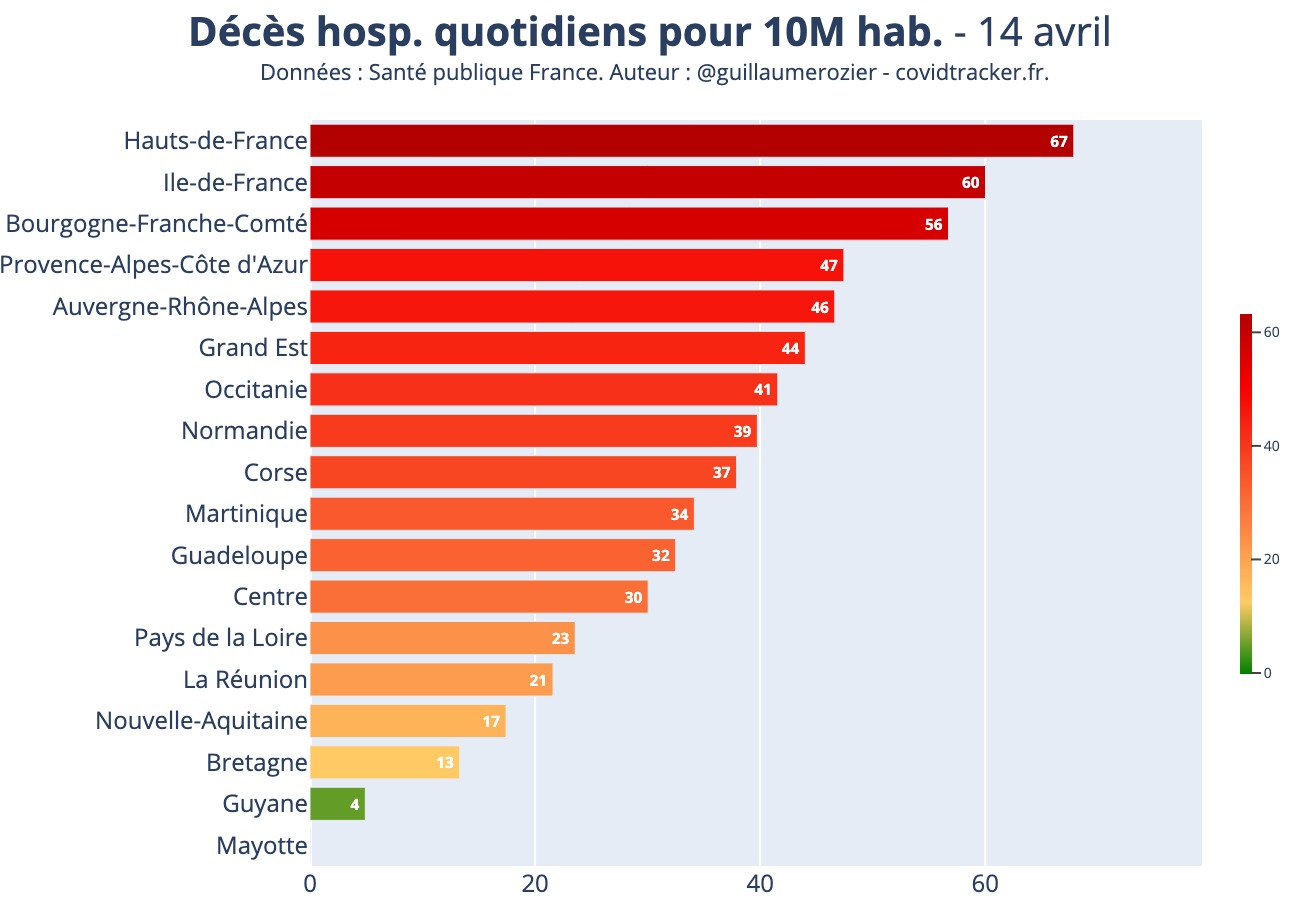 Décès hosp. quotidiens pour 10M hab. - 14 avril
Données : Santé publique France. Auteur : @guillaumerozier - covidtracker.fr.
Hauts-de-France 67
Ile-de-France 60
Bourgogne-Franche-Comté 56
Provence-Alpes-Côte d'Azur 47
Auvergne-Rhône-Alpes 46
Grand Est 44
Occitanie 41
Normandie 39
Corse 37
Martinique 34
Guadeloupe 32
Centre 30
Pays de la Loire 23
La Réunion 21
Nouvelle-Aquitaine 17
Bretagne 13
Guyane 4
Mayotte
0 20 40 60
60
40
20
0